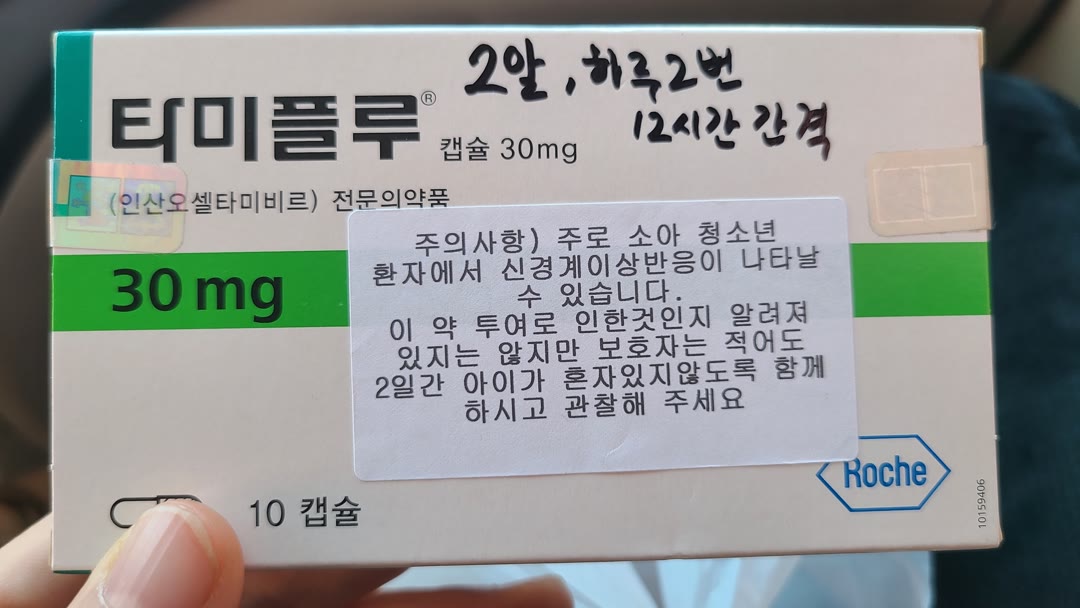 2알, 하루2번
12시간 간격
타미플루®
캡슐 30mg
(인산오셀타미비르) 전문의약품
30 mg
주의사항) 주로 소아 청소년
환자에서 신경계이상반응이 나타날
수 있습니다.
이 약 투여로 인한것인지 알려져
있지는 않지만 보호자는 적어도
2일간 아이가 혼자있지않도록 함께
하시고 관찰해 주세요
Roche
10 캡슐
10159406